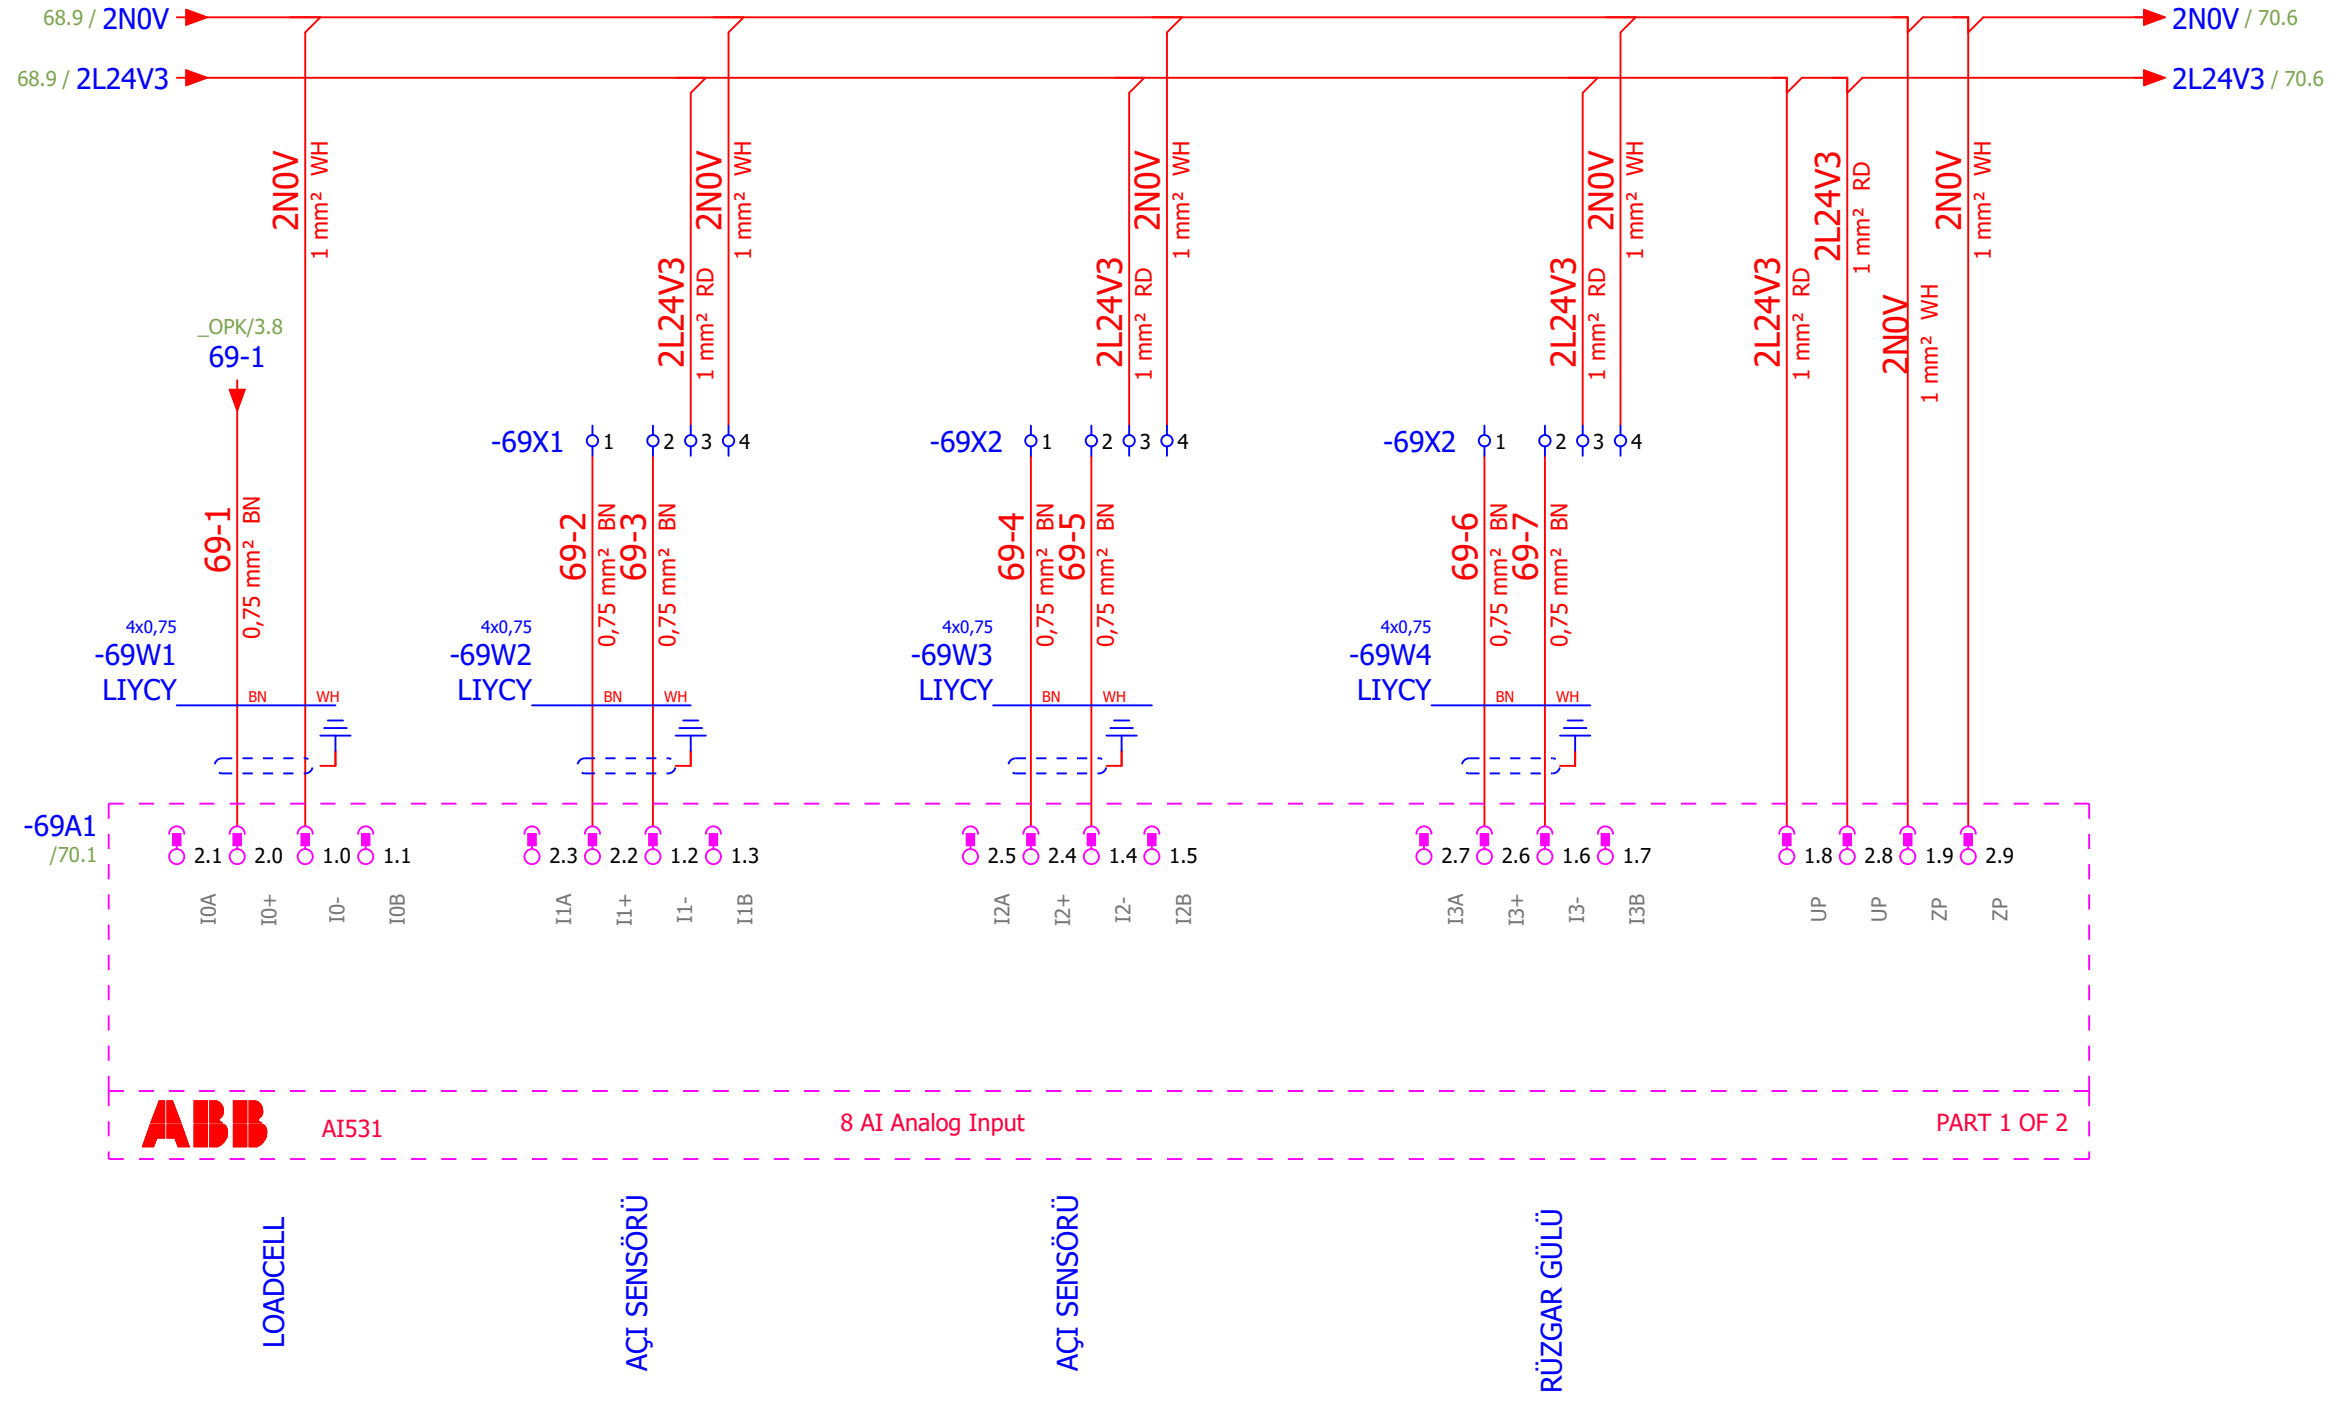 68.9 / 2N0V
2N0V / 70.6
68.9 / 2L24V3
2L24V3 / 70.6
2N0V
1 mm² WH
2L24V3
1 mm² RD
2N0V
1 mm² WH
2L24V3
1 mm² RD
2N0V
1 mm² WH
2L24V3
1 mm² RD
2N0V
1 mm² WH
2L24V3
1 mm² RD
2L24V3
1 mm² RD
2N0V
1 mm² WH
2N0V
1 mm² WH
_OPK/3.8
69-1
-69X1 1 2 3 4
-69X2 1 2 3 4
-69X2 1 2 3 4
69-1
0,75 mm² BN
69-2
0,75 mm² BN
69-3
0,75 mm² BN
69-4
0,75 mm² BN
69-5
0,75 mm² BN
69-6
0,75 mm² BN
69-7
0,75 mm² BN
4x0,75
-69W1
LIYCY
BN WH
4x0,75
-69W2
LIYCY
BN WH
4x0,75
-69W3
LIYCY
BN WH
4x0,75
-69W4
LIYCY
BN WH
-69A1
/70.1
2.1 2.0 1.0 1.1 2.3 2.2 1.2 1.3 2.5 2.4 1.4 1.5 2.7 2.6 1.6 1.7 1.8 2.8 1.9 2.9
I0A I0+ I0- I0B I1A I1+ I1- I1B I2A I2+ I2- I2B I3A I3+ I3- I3B UP UP ZP ZP
ABB AI531 8 AI Analog Input PART 1 OF 2
LOADCELL
AÇI SENSÖRÜ
AÇI SENSÖRÜ
RÜZGAR GÜLÜ